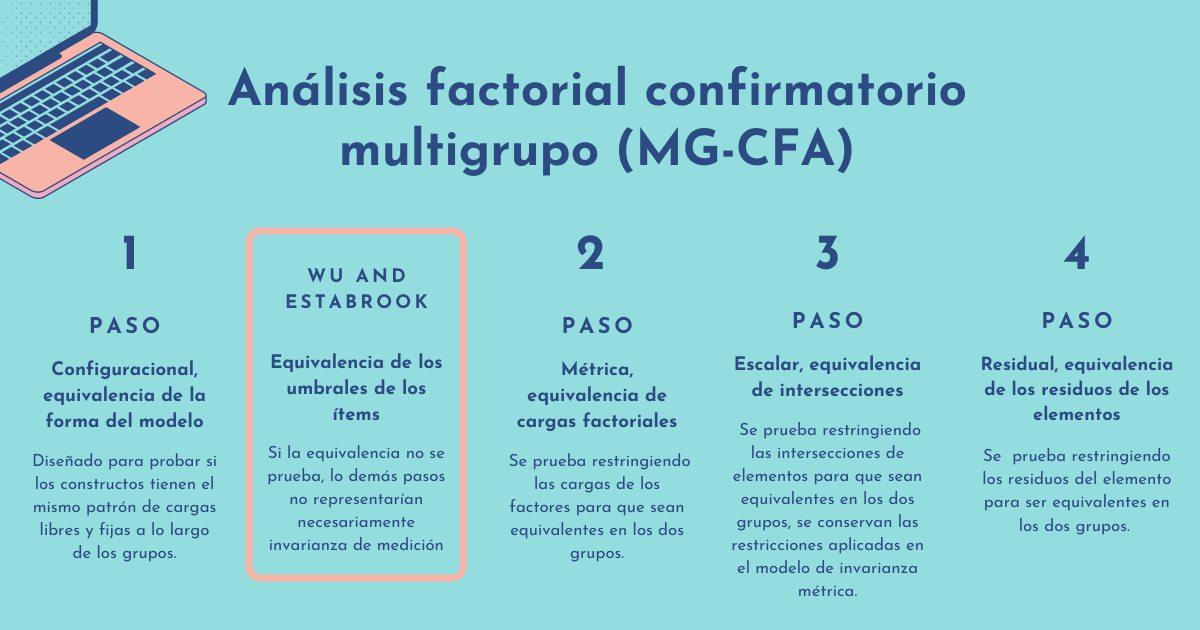 Análisis factorial confirmatorio
multigrupo (MG-CFA)
1
PASO
Configuracional,
equivalencia de la
forma del modelo
Diseñado para probar si
los constructos tienen el
mismo patrón de cargas
libres y fijas a lo largo
de los grupos.
WU AND
ESTABROOK
Equivalencia de los
umbrales de los
ítems
Si la equivalencia no se
prueba, lo demás pasos
no representarían
necesariamente
invarianza de medición
2
PASO
Métrica,
equivalencia de
cargas factoriales
Se prueba restringiendo
las cargas de los
factores para que sean
equivalentes en los dos
grupos.
3
PASO
Escalar, equivalencia
de intersecciones
Se prueba restringiendo
las intersecciones de
elementos para que sean
equivalentes en los dos
grupos, se conservan las
restricciones aplicadas en
el modelo de invarianza
métrica.
4
PASO
Residual, equivalencia
de los residuos de los
elementos
Se  prueba restringiendo
los residuos del elemento
para ser equivalentes en
los dos grupos.